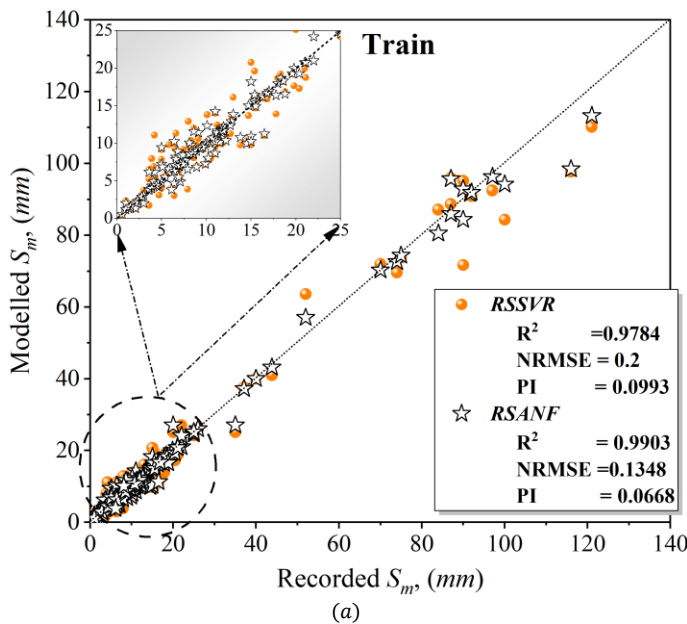 Train
25
20
15
10
5
0
0 5 10 15 20 25
140
120
100
80
60
40
20
0
0 20 40 60 80 100 120 140
Modelled Sₘ, (mm)
Recorded Sₘ, (mm)
RSSVR
R² =0.9784
NRMSE = 0.2
PI = 0.0993
RSANF
R² = 0.9903
NRMSE =0.1348
PI = 0.0668
(a)